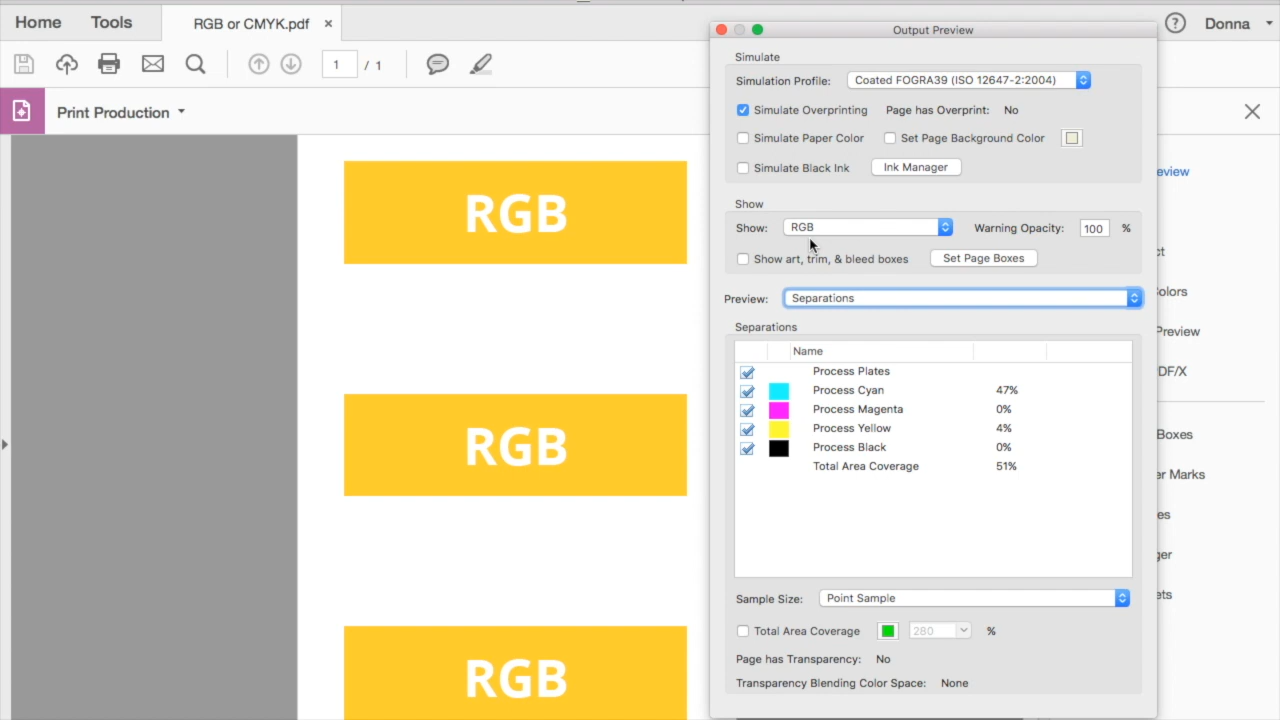 Home Tools RGB or CMYK.pdf ×
? Donna
1 / 1
Print Production
RGB
RGB
RGB
Output Preview
Simulate
Simulation Profile: Coated FOGRA39 (ISO 12647-2:2004)
Simulate Overprinting Page has Overprint: No
Simulate Paper Color Set Page Background Color
Simulate Black Ink Ink Manager
Show
Show: RGB Warning Opacity: 100 %
Show art, trim, & bleed boxes Set Page Boxes
Preview: Separations
Separations
Name
Process Plates
Process Cyan 47%
Process Magenta 0%
Process Yellow 4%
Process Black 0%
Total Area Coverage 51%
Sample Size: Point Sample
Total Area Coverage 280 %
Page has Transparency: No
Transparency Blending Color Space: None
eview
ct
olors
Preview
DF/X
Boxes
er Marks
es
ger
ets